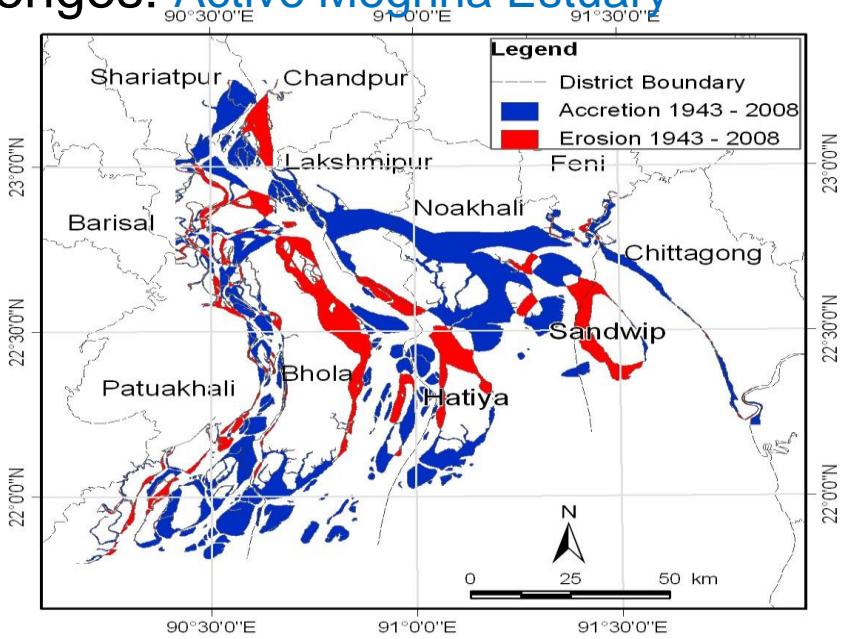 Active Meghna Estuary
90°30'0"E 91°0'0"E 91°30'0"E
Legend
District Boundary
Accretion 1943 - 2008
Erosion 1943 - 2008
Shariatpur Chandpur
Lakshmipur Feni
23°0'0"N 23°0'0"N
Noakhali
Barisal
Chittagong
22°30'0"N 22°30'0"N
Sandwip
Bhola
Patuakhali
Hatiya
22°0'0"N 22°0'0"N
N
0 25 50 km
90°30'0"E 91°0'0"E 91°30'0"E